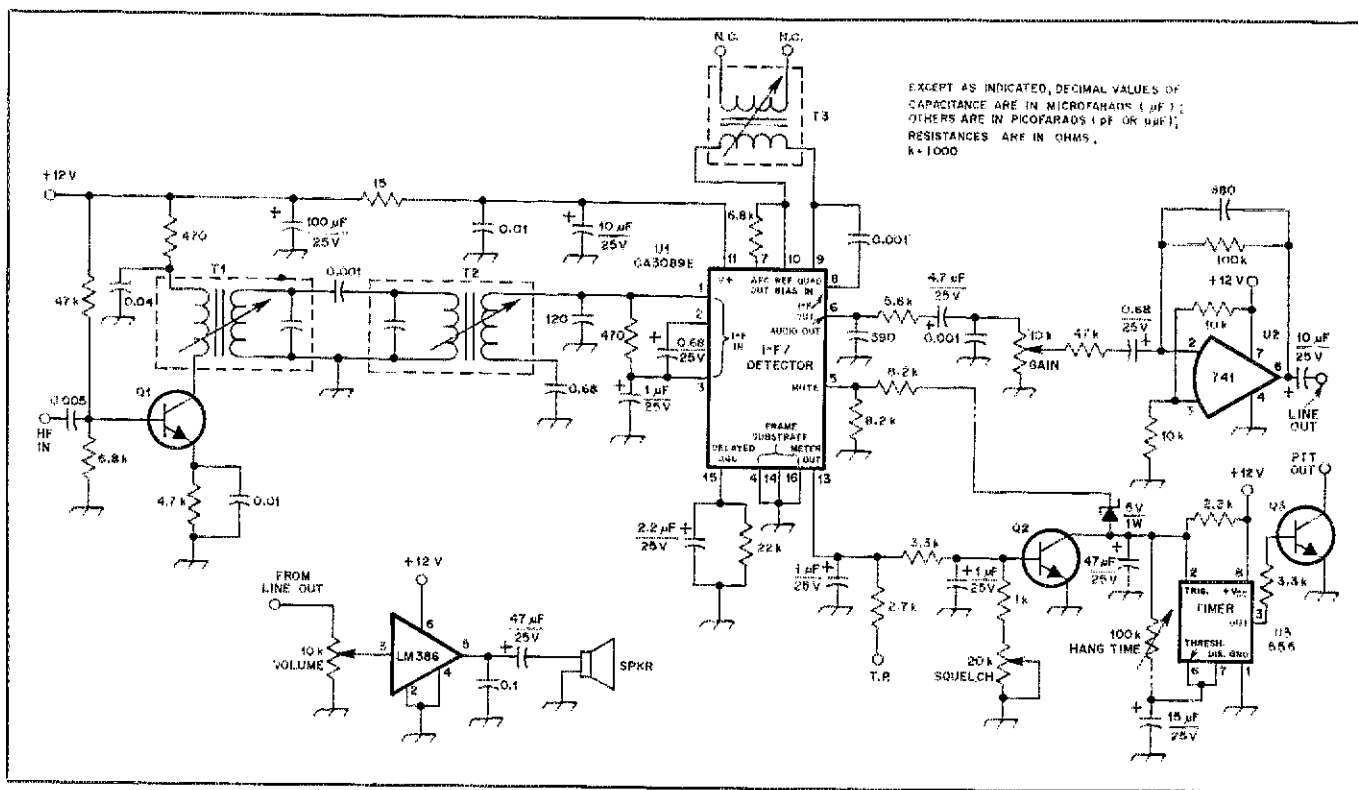 N.C.
N.C.
T3
EXCEPT AS INDICATED, DECIMAL VALUES OF
CAPACITANCE ARE IN MICROFARADS ( µF );
OTHERS ARE IN PICOFARADS ( pF OR µµF);
RESISTANCES ARE IN OHMS,
k=1000
+12 V
15
470
+
100 µF
25V
0.01
+
10 µF
25V
6.8k
0.001
U1
CA3089E
47k
0.04
T1
0.001
T2
120
470
0.68
25V
+
1 µF
25V
0.68
11
7
10
9
V+
AFC
OUT
REF
BIAS
QUAD
IN
8
1
2
3
I-F
IN
I-F
OUT
6
AUDIO OUT
I-F/
DETECTOR
MUTE
5
FRAME
SUBSTRATE
DELAYED
AGC
METER
OUT
15
4
14
16
13
390
5.6k
4.7 µF
25V
+
0.001
10k
GAIN
47k
0.68
25V
+
680
100k
+12V
10k
U2
2
741
3
7
6
4
10 µF
25V
+
LINE
OUT
10k
8.2k
8.2k
Q1
0.005
HF
IN
6.8k
4.7k
0.01
2.2 µF
25V
+
22k
+
1 µF
25V
3.3k
2.7k
T.P.
+
1 µF
25V
1k
20k
SQUELCH
Q2
5V
1W
+
47µF
25V
100k
HANG TIME
+
15 µF
25V
+12V
2.2k
2
8
TRIG.
+VCC
TIMER
OUT
3
THRESH.
DIS.
GND
6
7
1
U3
555
3.3k
Q3
PTT
OUT
FROM
LINE OUT
10k
VOLUME
+12 V
6
3
LM386
2
4
5
47 µF
25V
+
0.1
SPKR